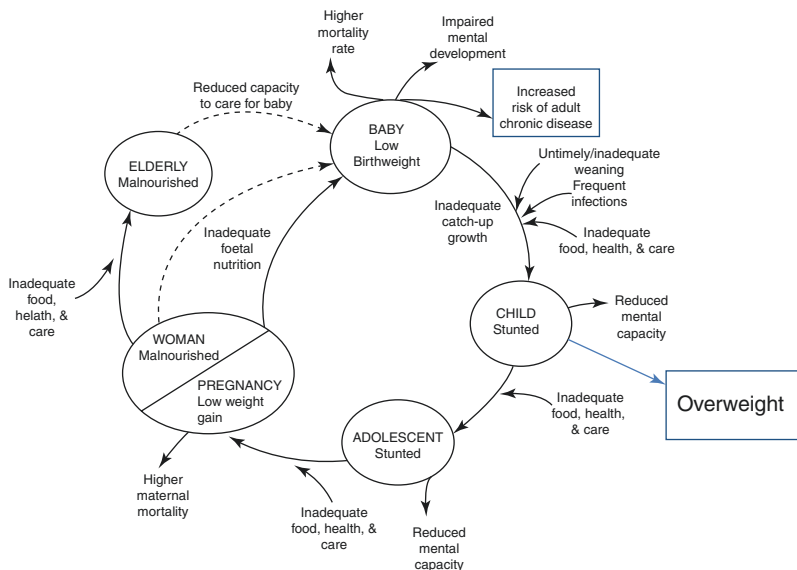 Higher
mortality
rate
Impaired
mental
development
Increased
risk of adult
chronic disease
Reduced capacity
to care for baby
BABY
Low
Birthweight
ELDERLY
Malnourished
Untimely/inadequate
weaning
Frequent
infections
Inadequate
catch-up
growth
Inadequate
food, health, & care
Inadequate
foetal
nutrition
Inadequate
food,
helath, &
care
CHILD
Stunted
Reduced
mental
capacity
WOMAN
Malnourished
PREGNANCY
Low weight
gain
Inadequate
food, health,
& care
Overweight
ADOLESCENT
Stunted
Higher
maternal
mortality
Inadequate
food, health, &
care
Reduced
mental
capacity